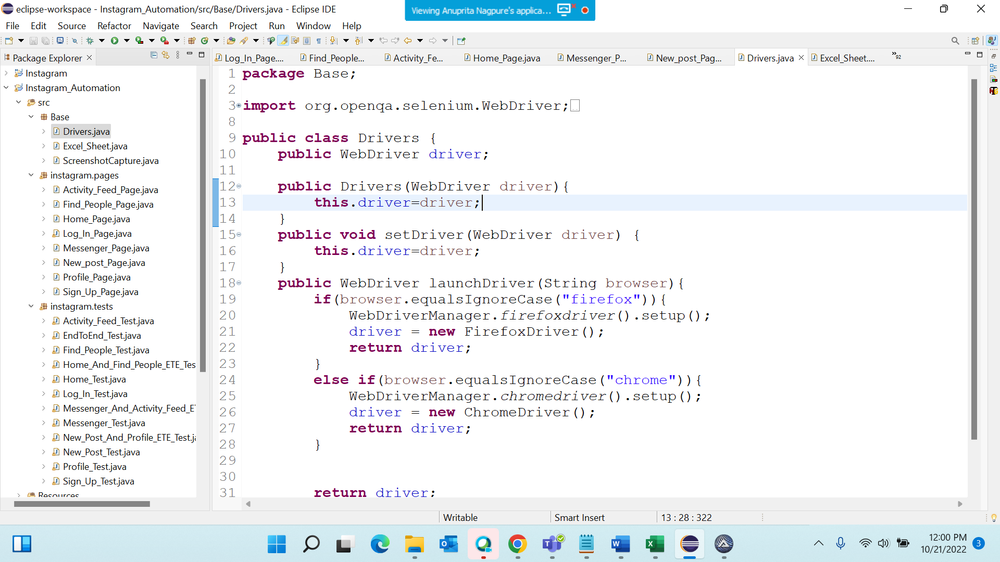 eclipse-workspace - Instagram_Automation/src/Base/Drivers.java - Eclipse IDE
Viewing Anuprita Nagpure's applica...
File Edit Source Refactor Navigate Search Project Run Window Help
Package Explorer
Log_In_Page.... Find_People... Activity_Fe... Home_Page.java Messenger_P... New_post_Pag... Drivers.java Excel_Sheet.... »92
Instagram
Instagram_Automation
src
Base
Drivers.java
Excel_Sheet.java
ScreenshotCapture.java
instagram.pages
Activity_Feed_Page.java
Find_People_Page.java
Home_Page.java
Log_In_Page.java
Messenger_Page.java
New_post_Page.java
Profile_Page.java
Sign_Up_Page.java
instagram.tests
Activity_Feed_Test.java
EndToEnd_Test.java
Find_People_Test.java
Home_And_Find_People_ETE_Tes
Home_Test.java
Log_In_Test.java
Messenger_And_Activity_Feed_E
Messenger_Test.java
New_Post_And_Profile_ETE_Test.ja
New_Post_Test.java
Profile_Test.java
Sign_Up_Test.java
Resources
1 package Base;
2
3 import org.openqa.selenium.WebDriver;
8
9 public class Drivers {
10 public WebDriver driver;
11
12 public Drivers(WebDriver driver){
13 this.driver=driver;
14 }
15 public void setDriver(WebDriver driver) {
16 this.driver=driver;
17 }
18 public WebDriver launchDriver(String browser){
19 if(browser.equalsIgnoreCase("firefox")){
20 WebDriverManager.firefoxdriver().setup();
21 driver = new FirefoxDriver();
22 return driver;
23 }
24 else if(browser.equalsIgnoreCase("chrome")){
25 WebDriverManager.chromedriver().setup();
26 driver = new ChromeDriver();
27 return driver;
28 }
29
30
31 return driver;
Writable Smart Insert 13 : 28 : 322
12:00 PM
10/21/2022
3